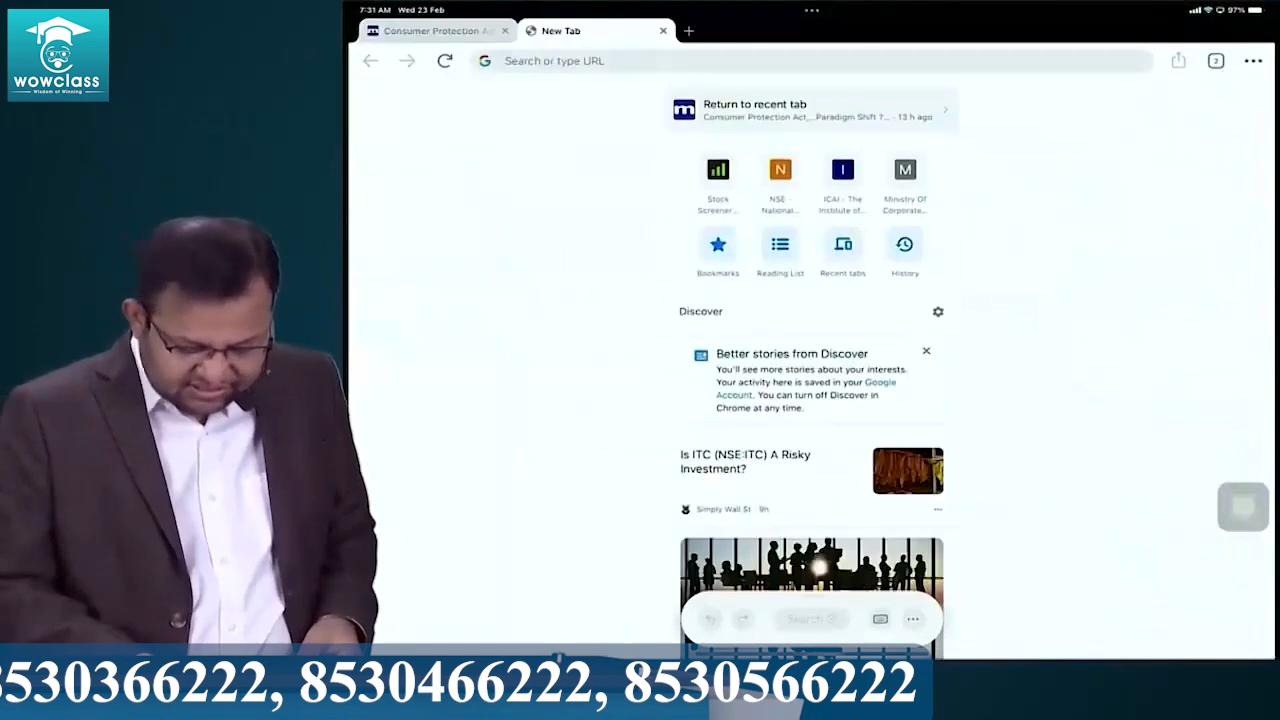 7:31 AM Wed 23 Feb
97%
wowclass
Wisdom of Winning
Consumer Protection
New Tab
Search or type URL
2
m
Return to recent tab
Consumer Protection Act,...Paradigm Shift ?... · 13 h ago
N
I
M
Stock
Screener...
NSE -
National...
ICAI - The
Institute of...
Ministry Of
Corporate...
Bookmarks
Reading List
Recent tabs
History
Discover
Better stories from Discover
You'll see more stories about your interests.
Your activity here is saved in your Google
Account. You can turn off Discover in
Chrome at any time.
Is ITC (NSE:ITC) A Risky
Investment?
Simply Wall St · 9h
Search
8530366222, 8530466222, 8530566222